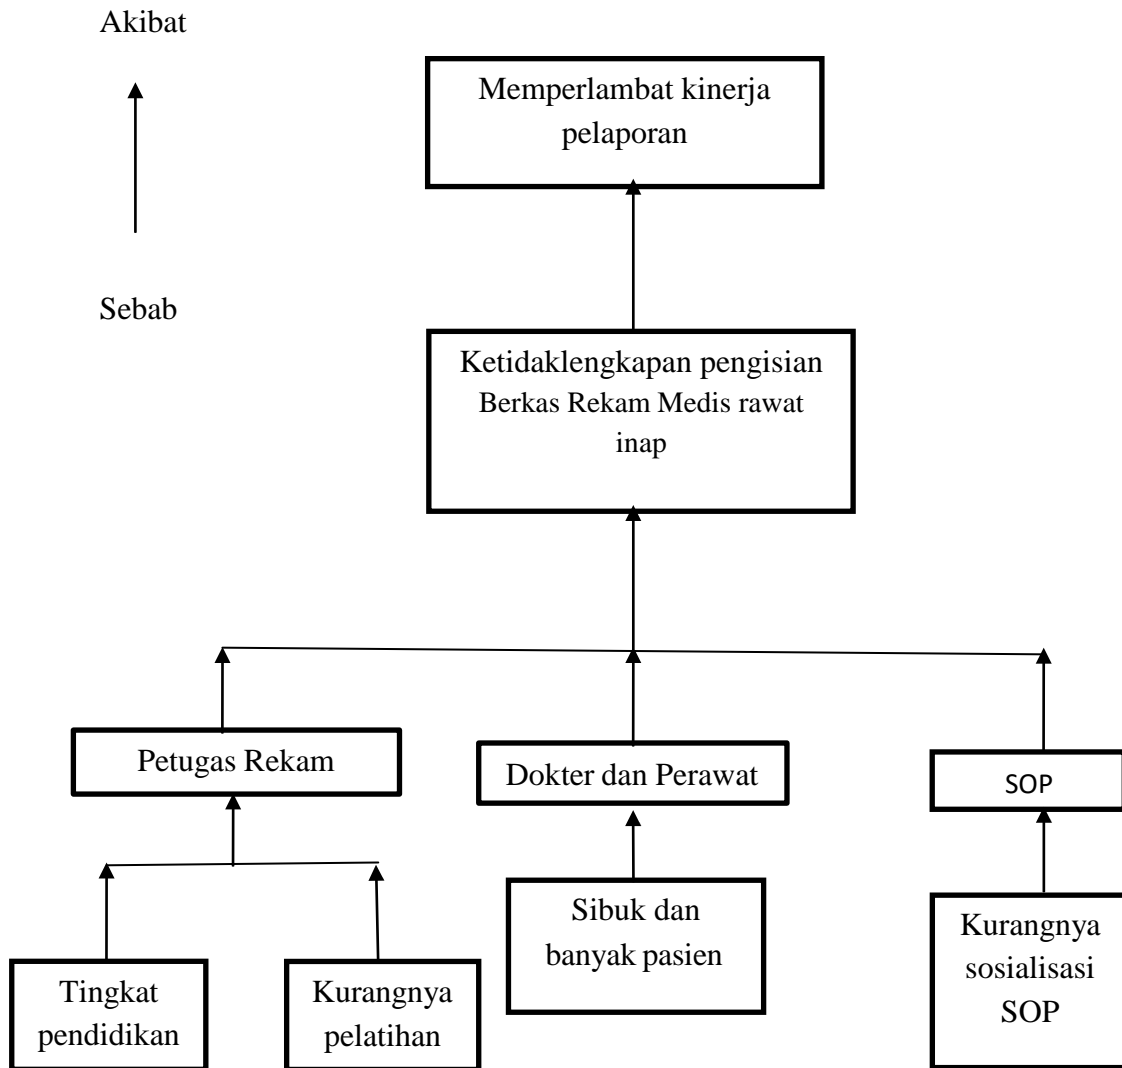 Akibat
Memperlambat kinerja
pelaporan
Sebab
Ketidaklengkapan pengisian
Berkas Rekam Medis rawat
inap
Petugas Rekam
Dokter dan Perawat
SOP
Tingkat
pendidikan
Kurangnya
pelatihan
Sibuk dan
banyak pasien
Kurangnya
sosialisasi
SOP